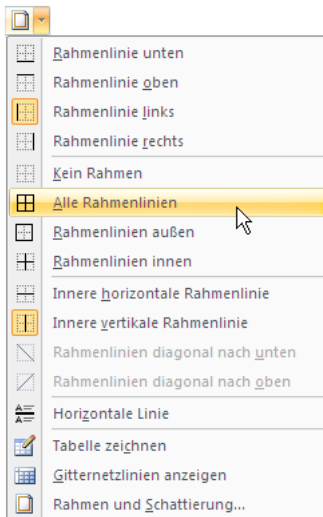 Rahmenlinie unten
Rahmenlinie oben
Rahmenlinie links
Rahmenlinie rechts
Kein Rahmen
Alle Rahmenlinien
Rahmenlinien außen
Rahmenlinien innen
Innere horizontale Rahmenlinie
Innere vertikale Rahmenlinie
Rahmenlinien diagonal nach unten
Rahmenlinien diagonal nach oben
Horizontale Linie
Tabelle zeichnen
Gitternetzlinien anzeigen
Rahmen und Schattierung...